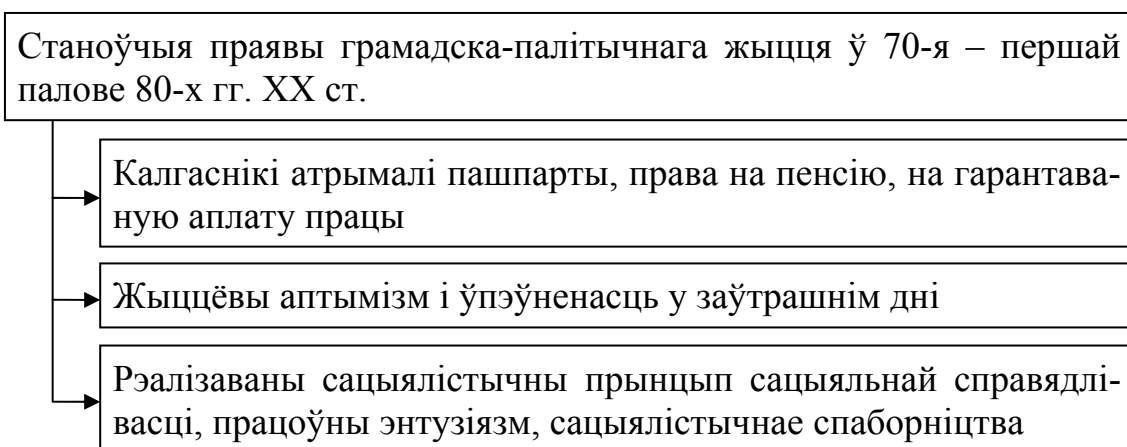 Станоўчыя праявы грамадска-палітычнага жыцця ў 70-я – першай
палове 80-х гг. ХХ ст.
Калгаснікі атрымалі пашпарты, права на пенсію, на гарантава-
ную аплату працы
Жыццёвы аптымізм і ўпэўненасць у заўтрашнім дні
Рэалізаваны сацыялістычны прынцып сацыяльнай справядлі-
васці, працоўны энтузіязм, сацыялістычнае спаборніцтва